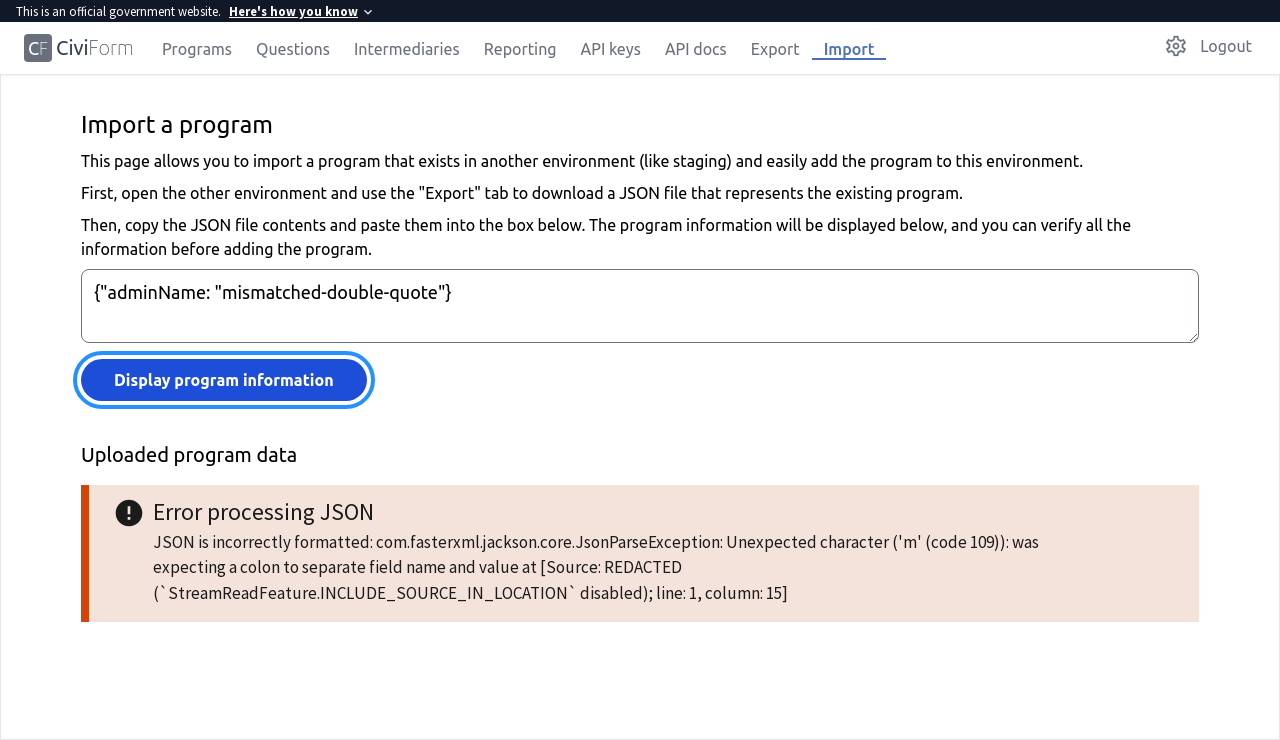 This is an official government website. Here's how you know
CF CiviForm Programs Questions Intermediaries Reporting API keys API docs Export Import Logout
Import a program
This page allows you to import a program that exists in another environment (like staging) and easily add the program to this environment.
First, open the other environment and use the "Export" tab to download a JSON file that represents the existing program.
Then, copy the JSON file contents and paste them into the box below. The program information will be displayed below, and you can verify all the
information before adding the program.
{"adminName: "mismatched-double-quote"}
Display program information
Uploaded program data
Error processing JSON
JSON is incorrectly formatted: com.fasterxml.jackson.core.JsonParseException: Unexpected character ('m' (code 109)): was
expecting a colon to separate field name and value at [Source: REDACTED
(`StreamReadFeature.INCLUDE_SOURCE_IN_LOCATION` disabled); line: 1, column: 15]